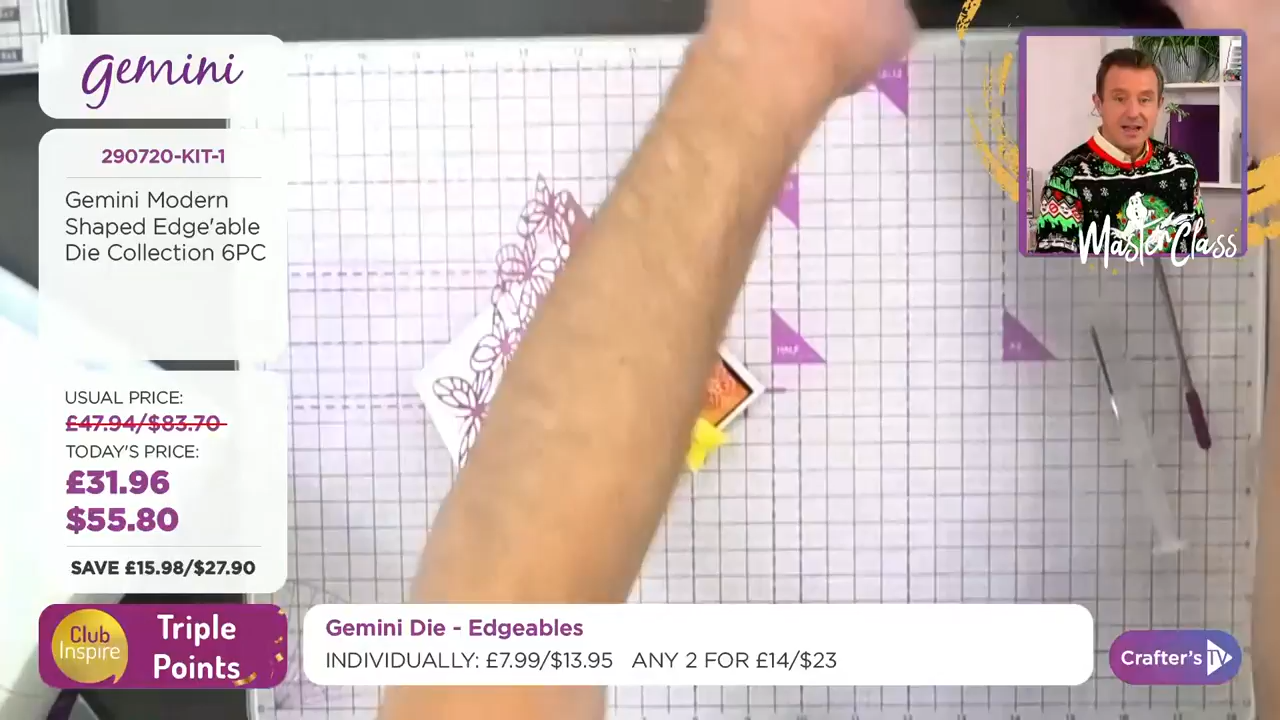 gemini
290720-KIT-1
Gemini Modern
Shaped Edge'able
Die Collection 6PC
USUAL PRICE:
£47.94/$83.70
TODAY'S PRICE:
£31.96
$55.80
SAVE £15.98/$27.90
Club
Inspire
Triple
Points
Gemini Die - Edgeables
INDIVIDUALLY: £7.99/$13.95 ANY 2 FOR £14/$23
MasterClass
HALF
Crafter's TV